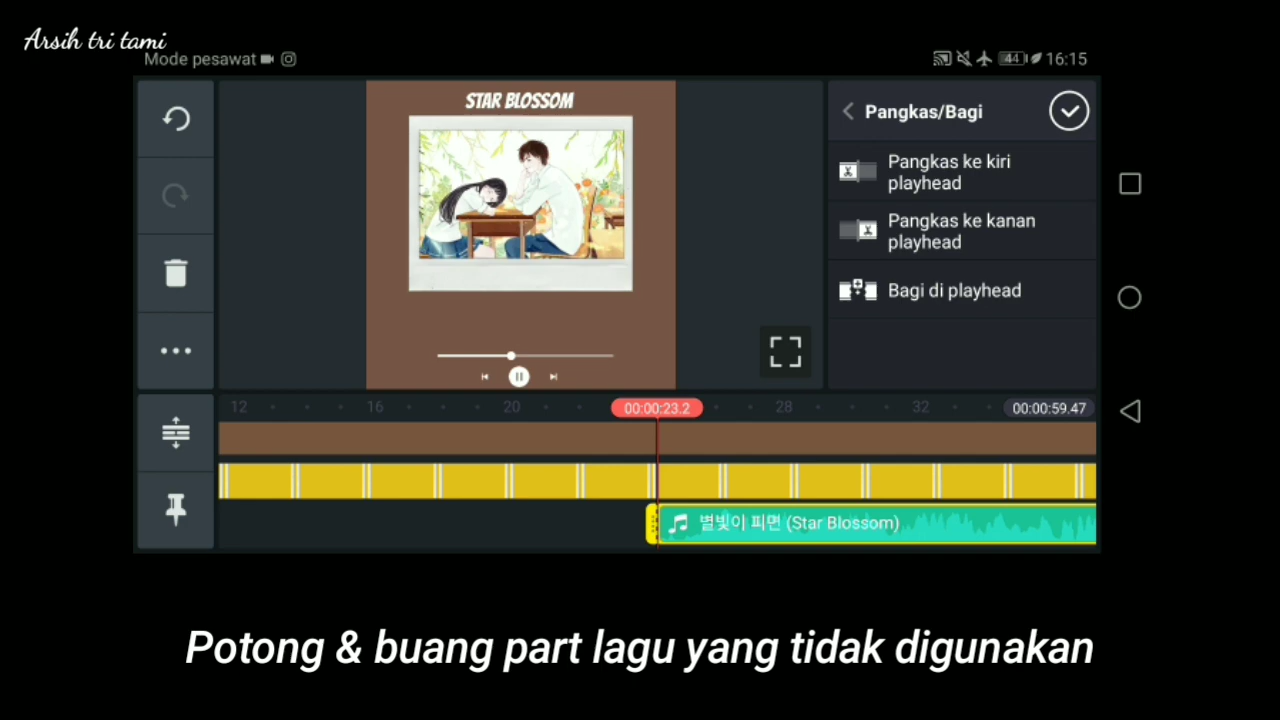 Arsih tri tami
Mode pesawat
44 16:15
STAR BLOSSOM
Pangkas/Bagi
Pangkas ke kiri
playhead
Pangkas ke kanan
playhead
Bagi di playhead
12 16 20 00:00:23.2 28 32 00:00:59.47
별빛이 피면 (Star Blossom)
Potong & buang part lagu yang tidak digunakan